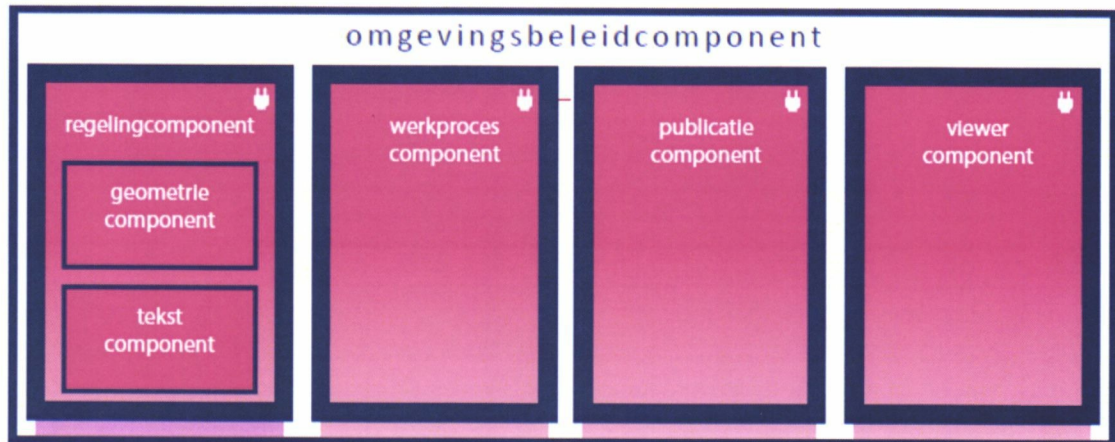 omgevingsbeleidcomponent
regelingcomponent
geometrie
component
tekst
component
werkproces
component
publicatie
component
viewer
component